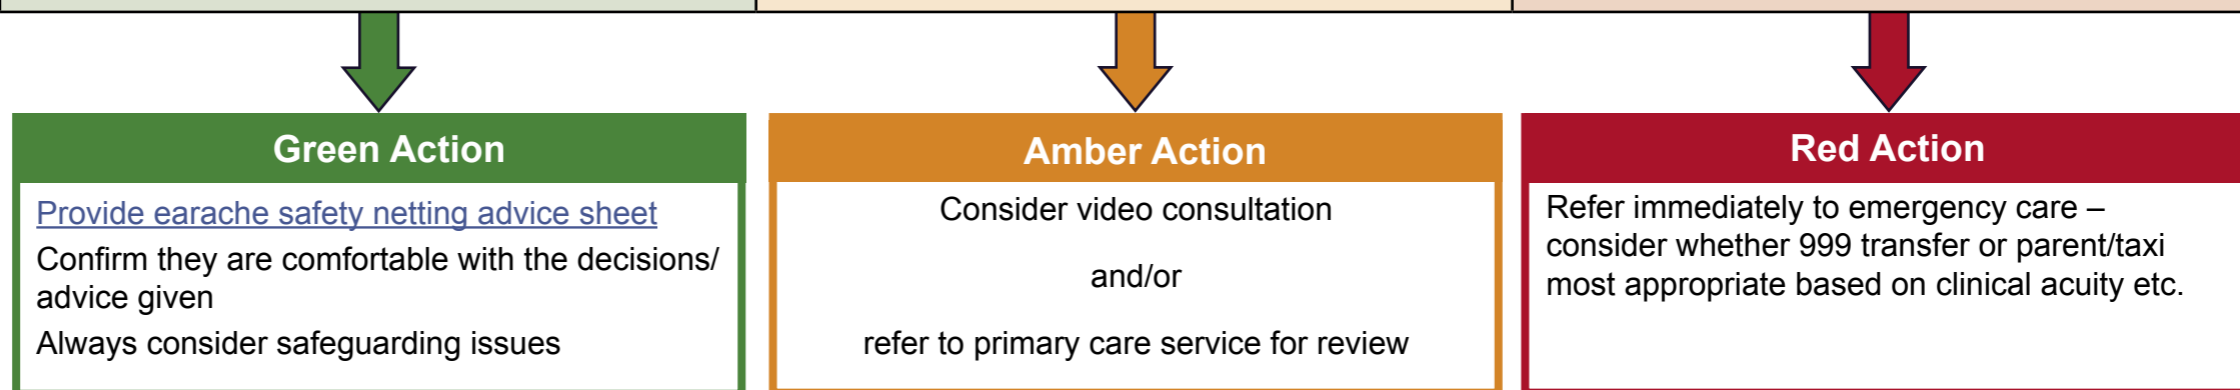 Green Action
Provide earache safety netting advice sheet
Confirm they are comfortable with the decisions/
advice given
Always consider safeguarding issues
Amber Action
Consider video consultation
and/or
refer to primary care service for review
Red Action
Refer immediately to emergency care –
consider whether 999 transfer or parent/taxi
most appropriate based on clinical acuity etc.